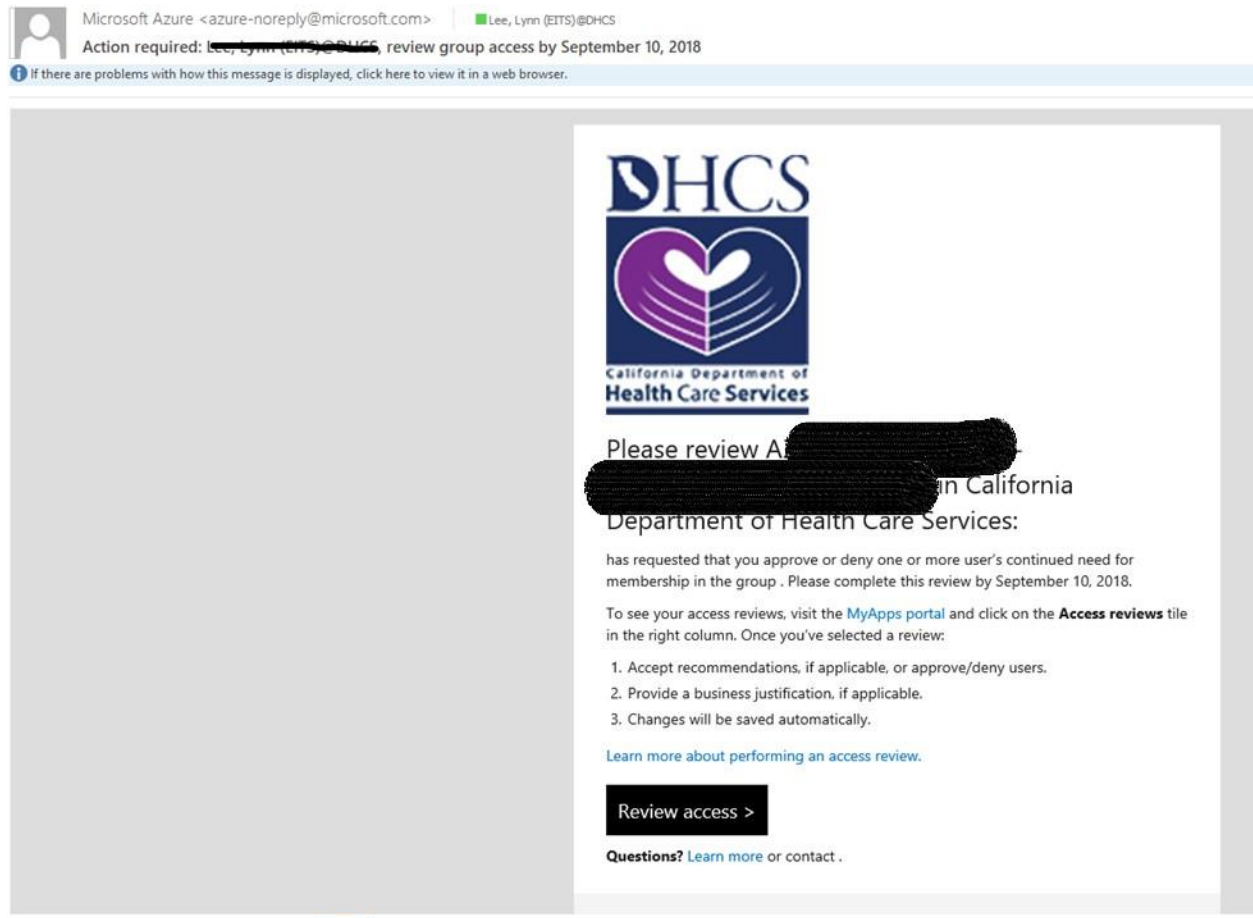 Microsoft Azure <azure-noreply@microsoft.com> Lee, Lynn (EITS)@DHCS
Action required: , review group access by September 10, 2018
If there are problems with how this message is displayed, click here to view it in a web browser.
DHCS
California Department of
Health Care Services
Please review A
in California
Department of Health Care Services:
has requested that you approve or deny one or more user's continued need for
membership in the group . Please complete this review by September 10, 2018.
To see your access reviews, visit the MyApps portal and click on the Access reviews tile
in the right column. Once you've selected a review:
1. Accept recommendations, if applicable, or approve/deny users.
2. Provide a business justification, if applicable.
3. Changes will be saved automatically.
Learn more about performing an access review.
Review access >
Questions? Learn more or contact .